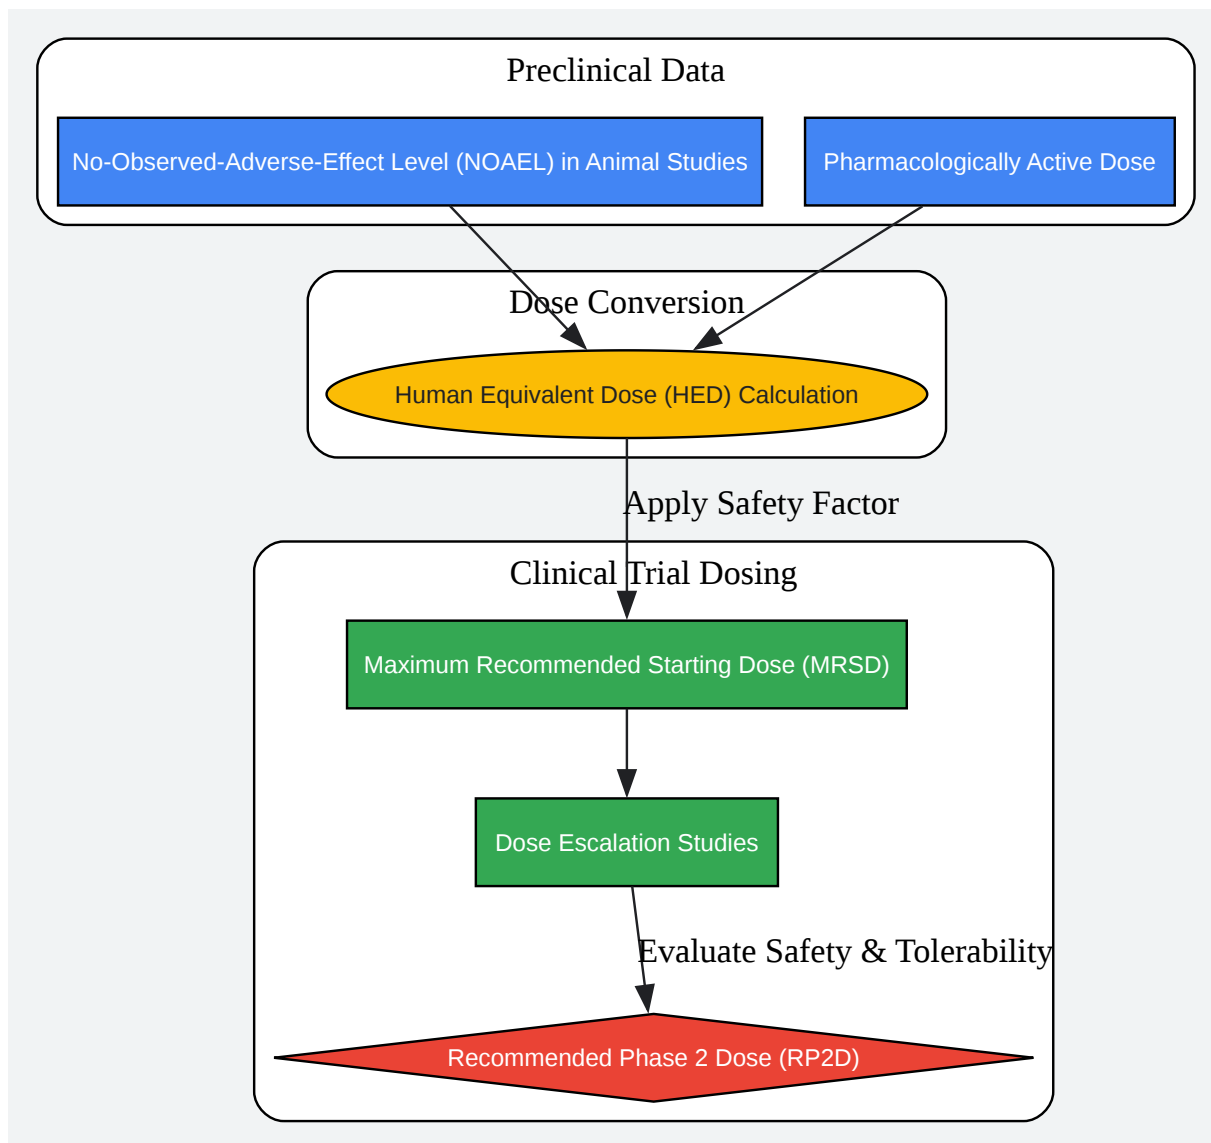 Preclinical Data
No-Observed-Adverse-Effect Level (NOAEL) in Animal Studies
Pharmacologically Active Dose
Dose Conversion
Human Equivalent Dose (HED) Calculation
Apply Safety Factor
Clinical Trial Dosing
Maximum Recommended Starting Dose (MRSD)
Dose Escalation Studies
Evaluate Safety & Tolerability
Recommended Phase 2 Dose (RP2D)